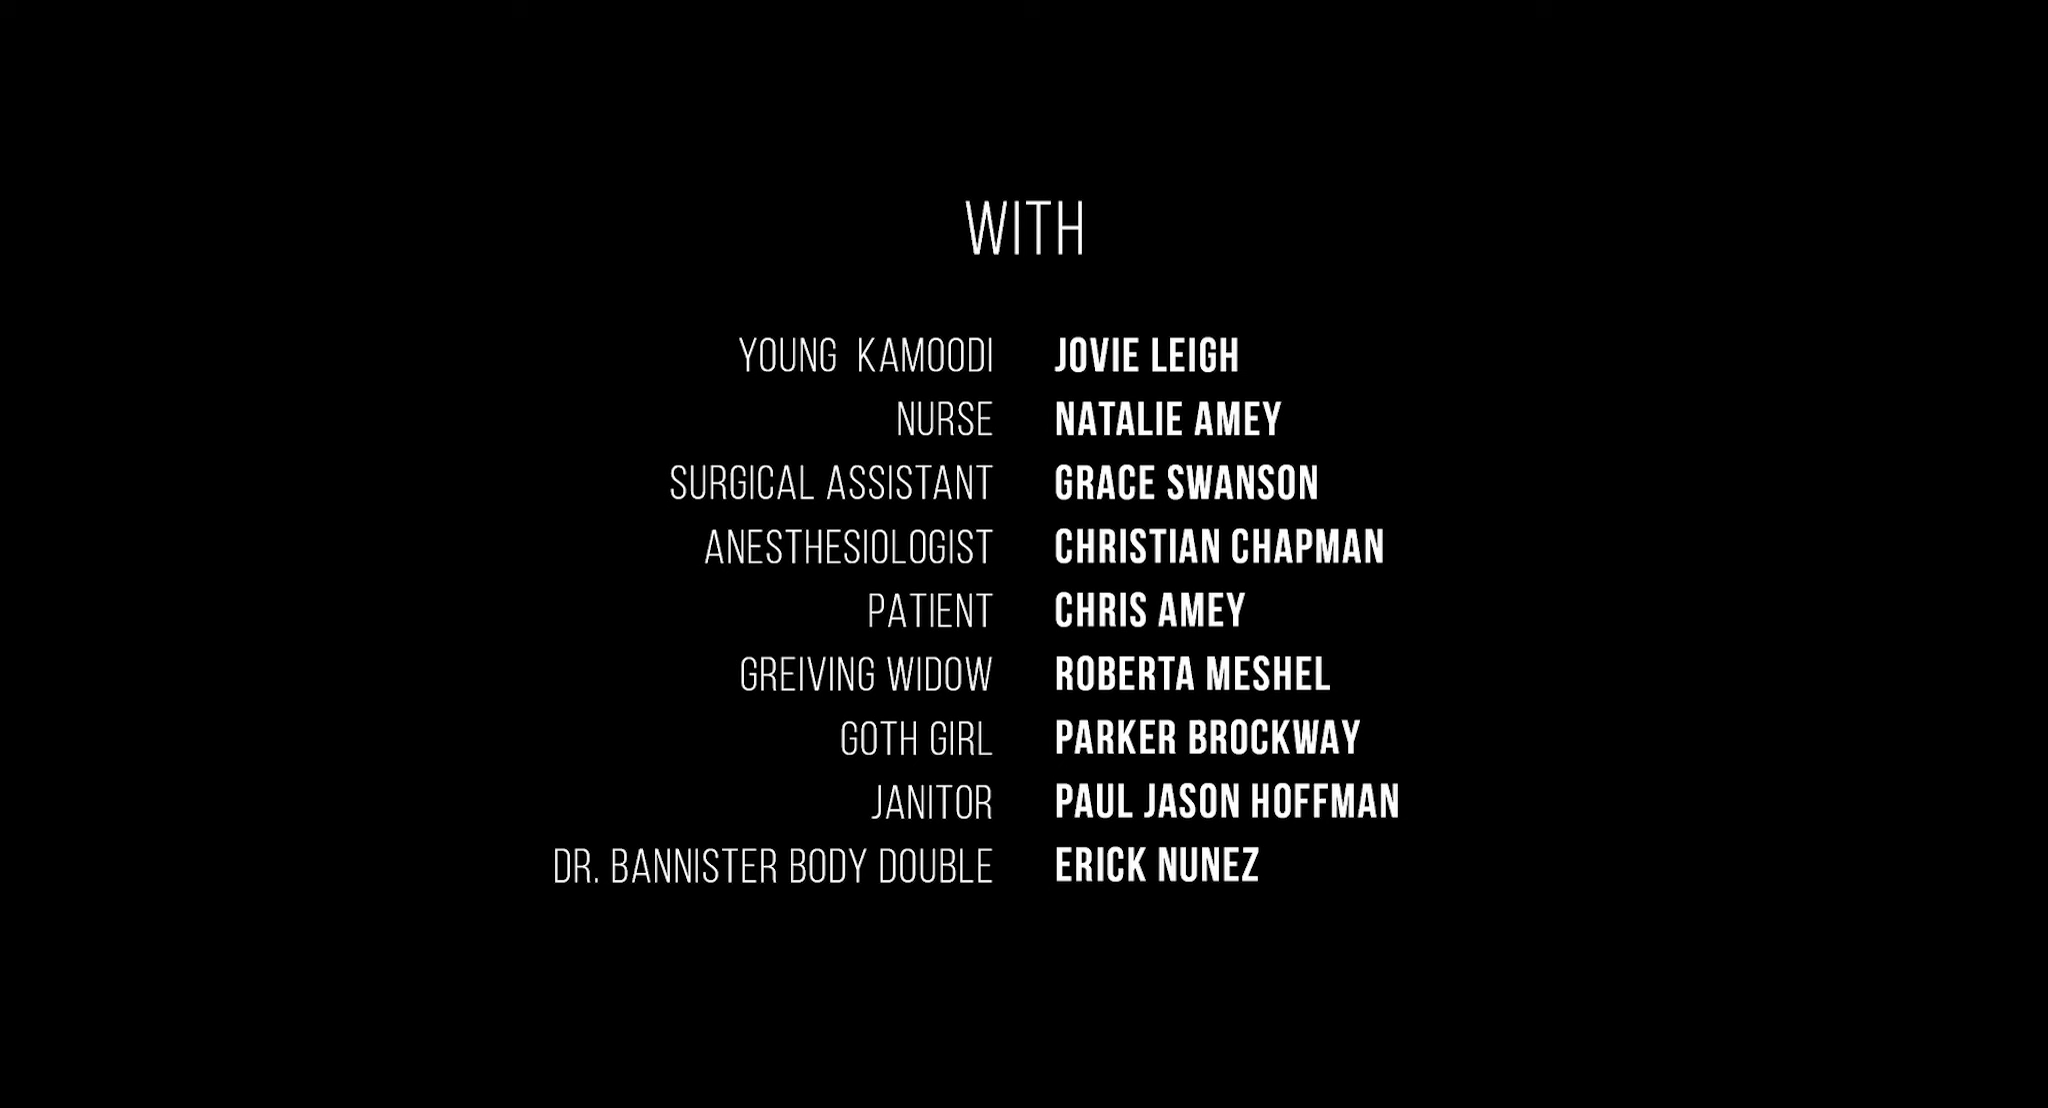 WITH
YOUNG KAMOODI JOVIE LEIGH
NURSE NATALIE AMEY
SURGICAL ASSISTANT GRACE SWANSON
ANESTHESIOLOGIST CHRISTIAN CHAPMAN
PATIENT CHRIS AMEY
GREIVING WIDOW ROBERTA MESHEL
GOTH GIRL PARKER BROCKWAY
JANITOR PAUL JASON HOFFMAN
DR. BANNISTER BODY DOUBLE ERICK NUNEZ